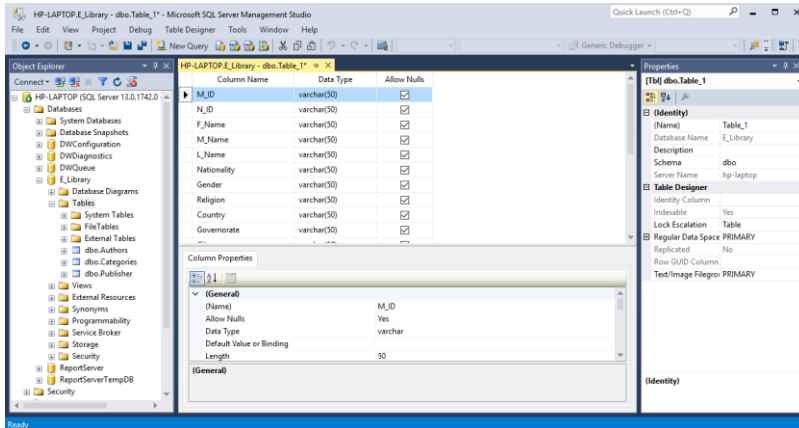 HP-LAPTOP.E_Library - dbo.Table_1* - Microsoft SQL Server Management Studio
Quick Launch (Ctrl+Q)
File Edit View Project Debug Table Designer Tools Window Help
New Query
Generic Debugger
Object Explorer
Connect
HP-LAPTOP (SQL Server 13.0.1742.0
Databases
System Databases
Database Snapshots
DWConfiguration
DWDiagnostics
DWQueue
E_Library
Database Diagrams
Tables
System Tables
FileTables
External Tables
dbo.Authors
dbo.Categories
dbo.Publisher
Views
External Resources
Synonyms
Programmability
Service Broker
Storage
Security
ReportServer
ReportServerTempDB
Security
HP-LAPTOP.E_Library - dbo.Table_1*
Column Name Data Type Allow Nulls
M_ID varchar(50)
N_ID varchar(50)
F_Name varchar(50)
M_Name varchar(50)
L_Name varchar(50)
Nationality varchar(50)
Gender varchar(50)
Religion varchar(50)
Country varchar(50)
Governorate varchar(50)
Column Properties
(General)
(Name) M_ID
Allow Nulls Yes
Data Type varchar
Default Value or Binding
Length 50
(General)
Properties
[Tbl] dbo.Table_1
(Identity)
(Name) Table_1
Database Name E_Library
Description
Schema dbo
Server Name hp-laptop
Table Designer
Identity Column
Indexable Yes
Lock Escalation Table
Regular Data Space PRIMARY
Replicated No
Row GUID Column
Text/Image Filegro PRIMARY
(Identity)
Ready